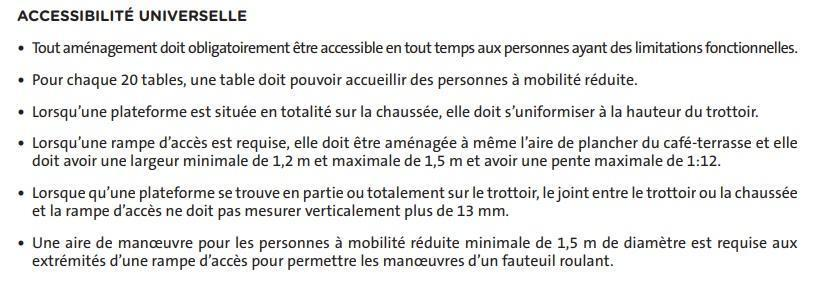 ACCESSIBILITÉ UNIVERSELLE
• Tout aménagement doit obligatoirement être accessible en tout temps aux personnes ayant des limitations fonctionnelles.
• Pour chaque 20 tables, une table doit pouvoir accueillir des personnes à mobilité réduite.
• Lorsqu’une plateforme est située en totalité sur la chaussée, elle doit s’uniformiser à la hauteur du trottoir.
• Lorsqu’une rampe d’accès est requise, elle doit être aménagée à même l’aire de plancher du café-terrasse et elle
doit avoir une largeur minimale de 1,2 m et maximale de 1,5 m et avoir une pente maximale de 1:12.
• Lorsque qu’une plateforme se trouve en partie ou totalement sur le trottoir, le joint entre le trottoir ou la chaussée
et la rampe d’accès ne doit pas mesurer verticalement plus de 13 mm.
• Une aire de manœuvre pour les personnes à mobilité réduite minimale de 1,5 m de diamètre est requise aux
extrémités d’une rampe d’accès pour permettre les manœuvres d’un fauteuil roulant.